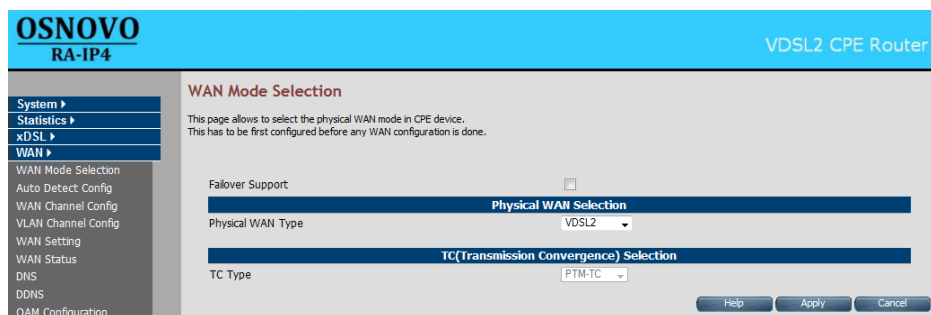 OSNOVO
RA-IP4
VDSL2 CPE Router
System
Statistics
xDSL
WAN
WAN Mode Selection
Auto Detect Config
WAN Channel Config
VLAN Channel Config
WAN Setting
WAN Status
DNS
DDNS
OAM Configuration
WAN Mode Selection
This page allows to select the physical WAN mode in CPE device.
This has to be first configured before any WAN configuration is done.
Failover Support
Physical WAN Selection
Physical WAN Type VDSL2
TC(Transmission Convergence) Selection
TC Type PTM-TC
Help Apply Cancel